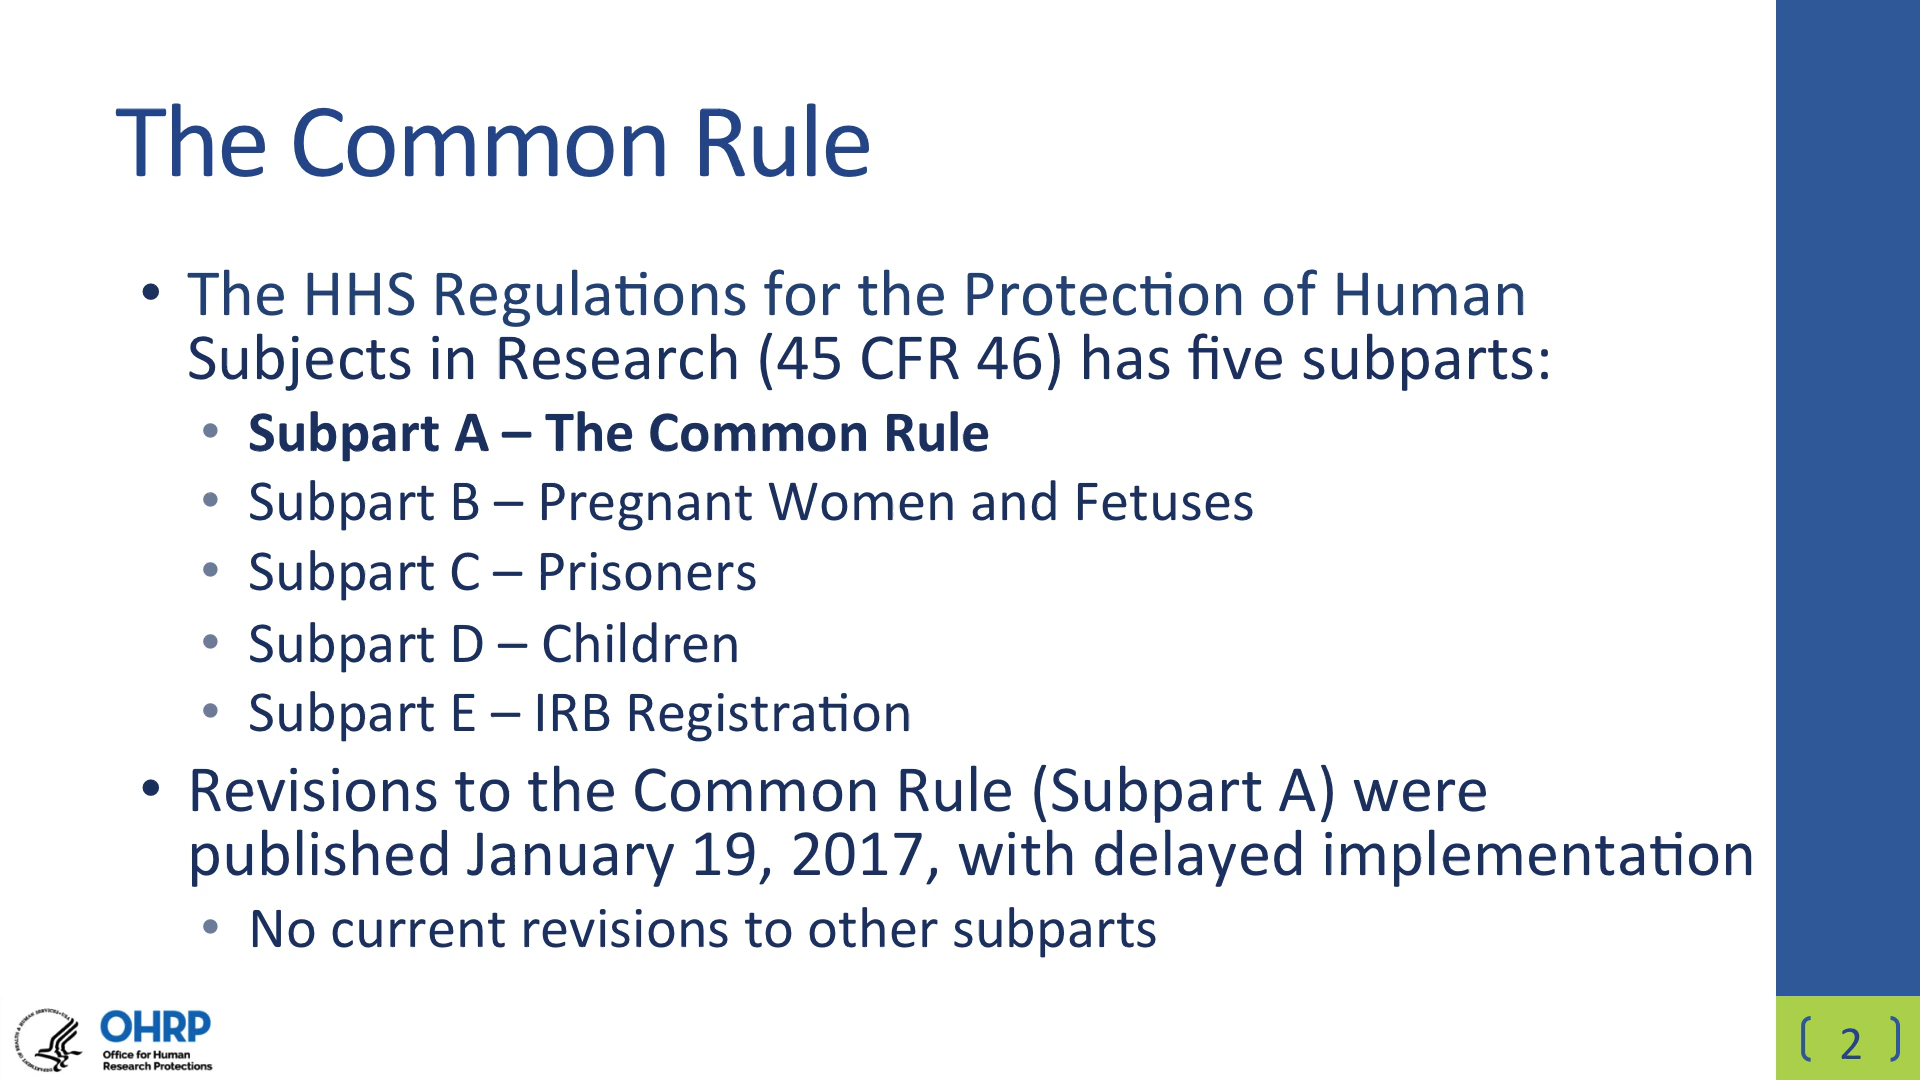 The Common Rule
• The HHS Regulations for the Protection of Human
Subjects in Research (45 CFR 46) has five subparts:
• Subpart A – The Common Rule
• Subpart B – Pregnant Women and Fetuses
• Subpart C – Prisoners
• Subpart D – Children
• Subpart E – IRB Registration
• Revisions to the Common Rule (Subpart A) were
published January 19, 2017, with delayed implementation
• No current revisions to other subparts
OHRP
Office for Human
Research Protections
2